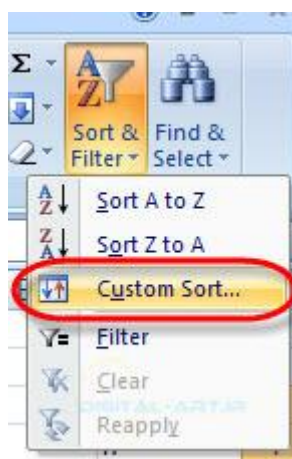 Σ
Sort & Find &
Filter Select
Sort A to Z
Sort Z to A
Custom Sort...
Filter
Clear
Reapply